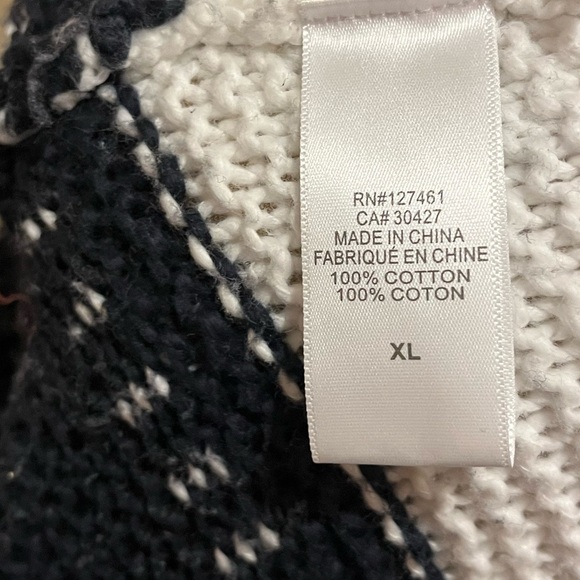 RN#127461
CA# 30427
MADE IN CHINA
FABRIQUÉ EN CHINE
100% COTTON
100% COTON
XL